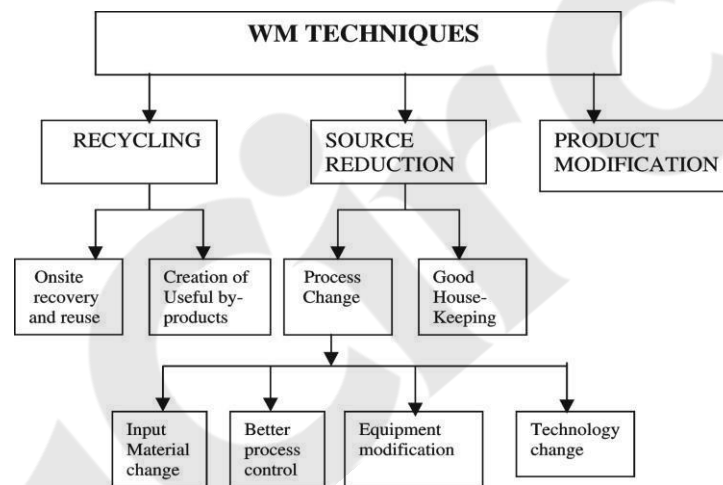 WM TECHNIQUES
RECYCLING
SOURCE
REDUCTION
PRODUCT
MODIFICATION
Onsite
recovery
and reuse
Creation of
Useful by-
products
Process
Change
Good
House-
Keeping
Input
Material
change
Better
process
control
Equipment
modification
Technology
change